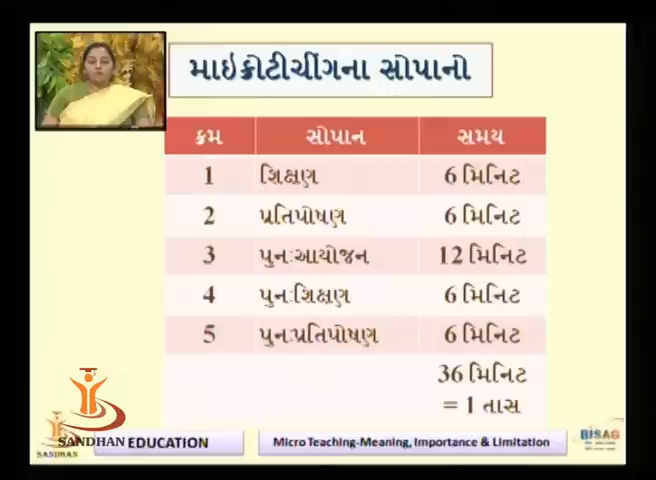 માઇક્રોટીચીંગના સોપાનો
ક્રમ સોપાન સમય
1 શિક્ષણ 6 મિનિટ
2 પ્રતિપોષણ 6 મિનિટ
3 પુનઃઆયોજન 12 મિનિટ
4 પુનઃશિક્ષણ 6 મિનિટ
5 પુનઃપ્રતિપોષણ 6 મિનિટ
36 મિનિટ
= 1 તાસ
SANDHAN EDUCATION
Micro Teaching-Meaning, Importance & Limitation
BISAG
SANDHAN